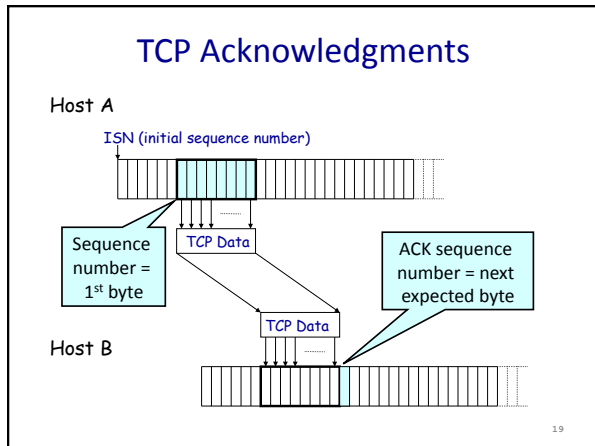 TCP Acknowledgments
Host A
ISN (initial sequence number)
Sequence
number =
1st byte
TCP Data
ACK sequence
number = next
expected byte
TCP Data
Host B
19